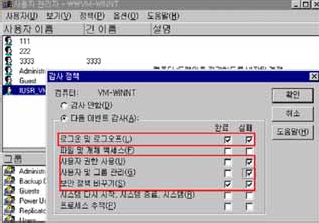 사용자 관리자 - ₩₩VM-WINNT
사용자(U) 보기(V) 정책(P) 옵션(O) 도움말(H)
사용자 이름 긴 이름 설명
111
222
3333 3333
Administ
Guest
IUSR_VM
감사 정책
컴퓨터: VM-WINNT
감사 안함(D)
다음 이벤트 감사(A):
완료 실패
로그온 및 로그오프(L)
파일 및 개체 액세스(F)
사용자 권한 사용(U)
사용자 및 그룹 관리(G)
보안 정책 바꾸기(S)
시스템 다시 시작, 시스템 종료, 시스템(R)
프로세스 추적(P)
확인
취소
도움말(H)
그룹
Administ
Backup O
Guests
Power U
Replicat
Users